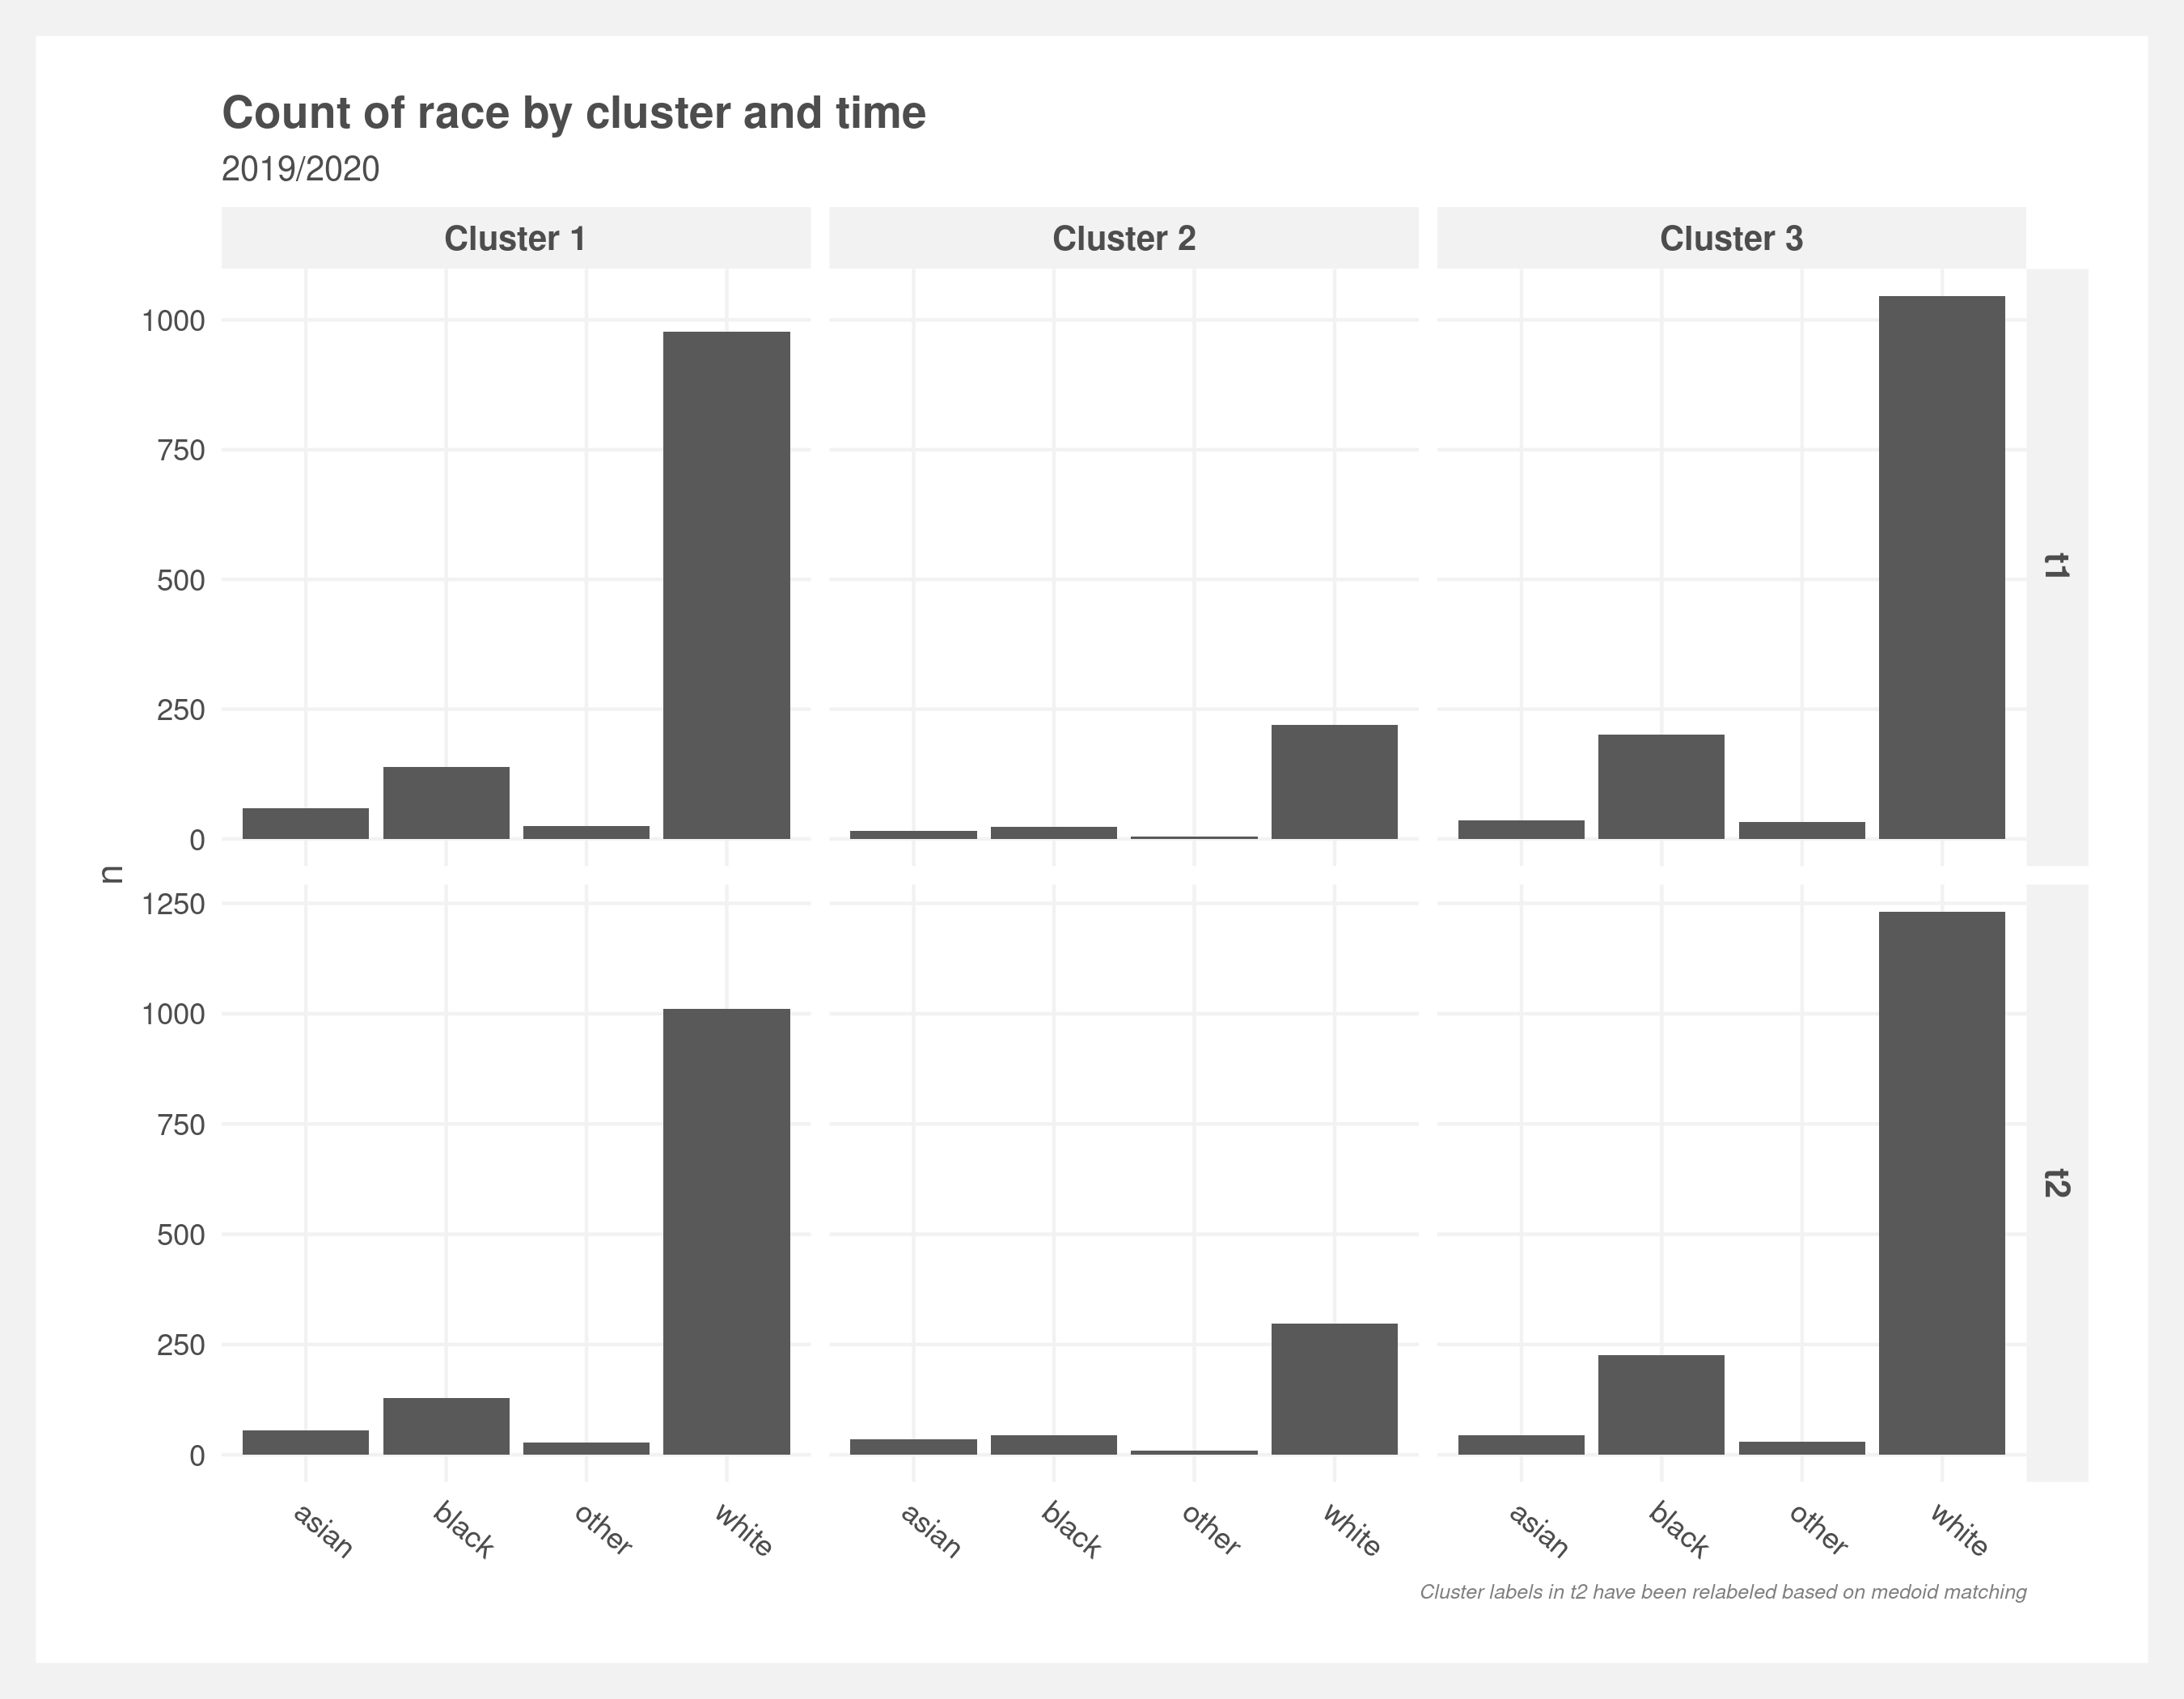 Count of race by cluster and time
2019/2020
Cluster 1 Cluster 2 Cluster 3
1000
750
500
250
0
t1
n
1250
1000
750
500
250
0
t2
asian black other white asian black other white asian black other white
Cluster labels in t2 have been relabeled based on medoid matching